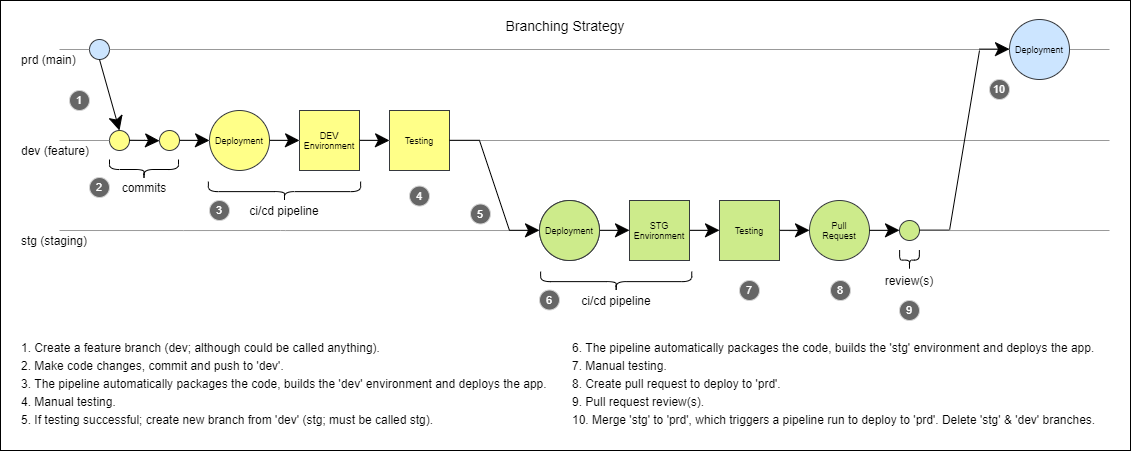 Branching Strategy
prd (main)
Deployment
1
10
dev (feature)
Deployment
DEV
Environment
Testing
2
commits
3
ci/cd pipeline
4
5
stg (staging)
Deployment
STG
Environment
Testing
Pull
Request
6
ci/cd pipeline
7
8
review(s)
9
1. Create a feature branch (dev; although could be called anything).
2. Make code changes, commit and push to 'dev'.
3. The pipeline automatically packages the code, builds the 'dev' environment and deploys the app.
4. Manual testing.
5. If testing successful; create new branch from 'dev' (stg; must be called stg).
6. The pipeline automatically packages the code, builds the 'stg' environment and deploys the app.
7. Manual testing.
8. Create pull request to deploy to 'prd'.
9. Pull request review(s).
10. Merge 'stg' to 'prd', which triggers a pipeline run to deploy to 'prd'. Delete 'stg' & 'dev' branches.